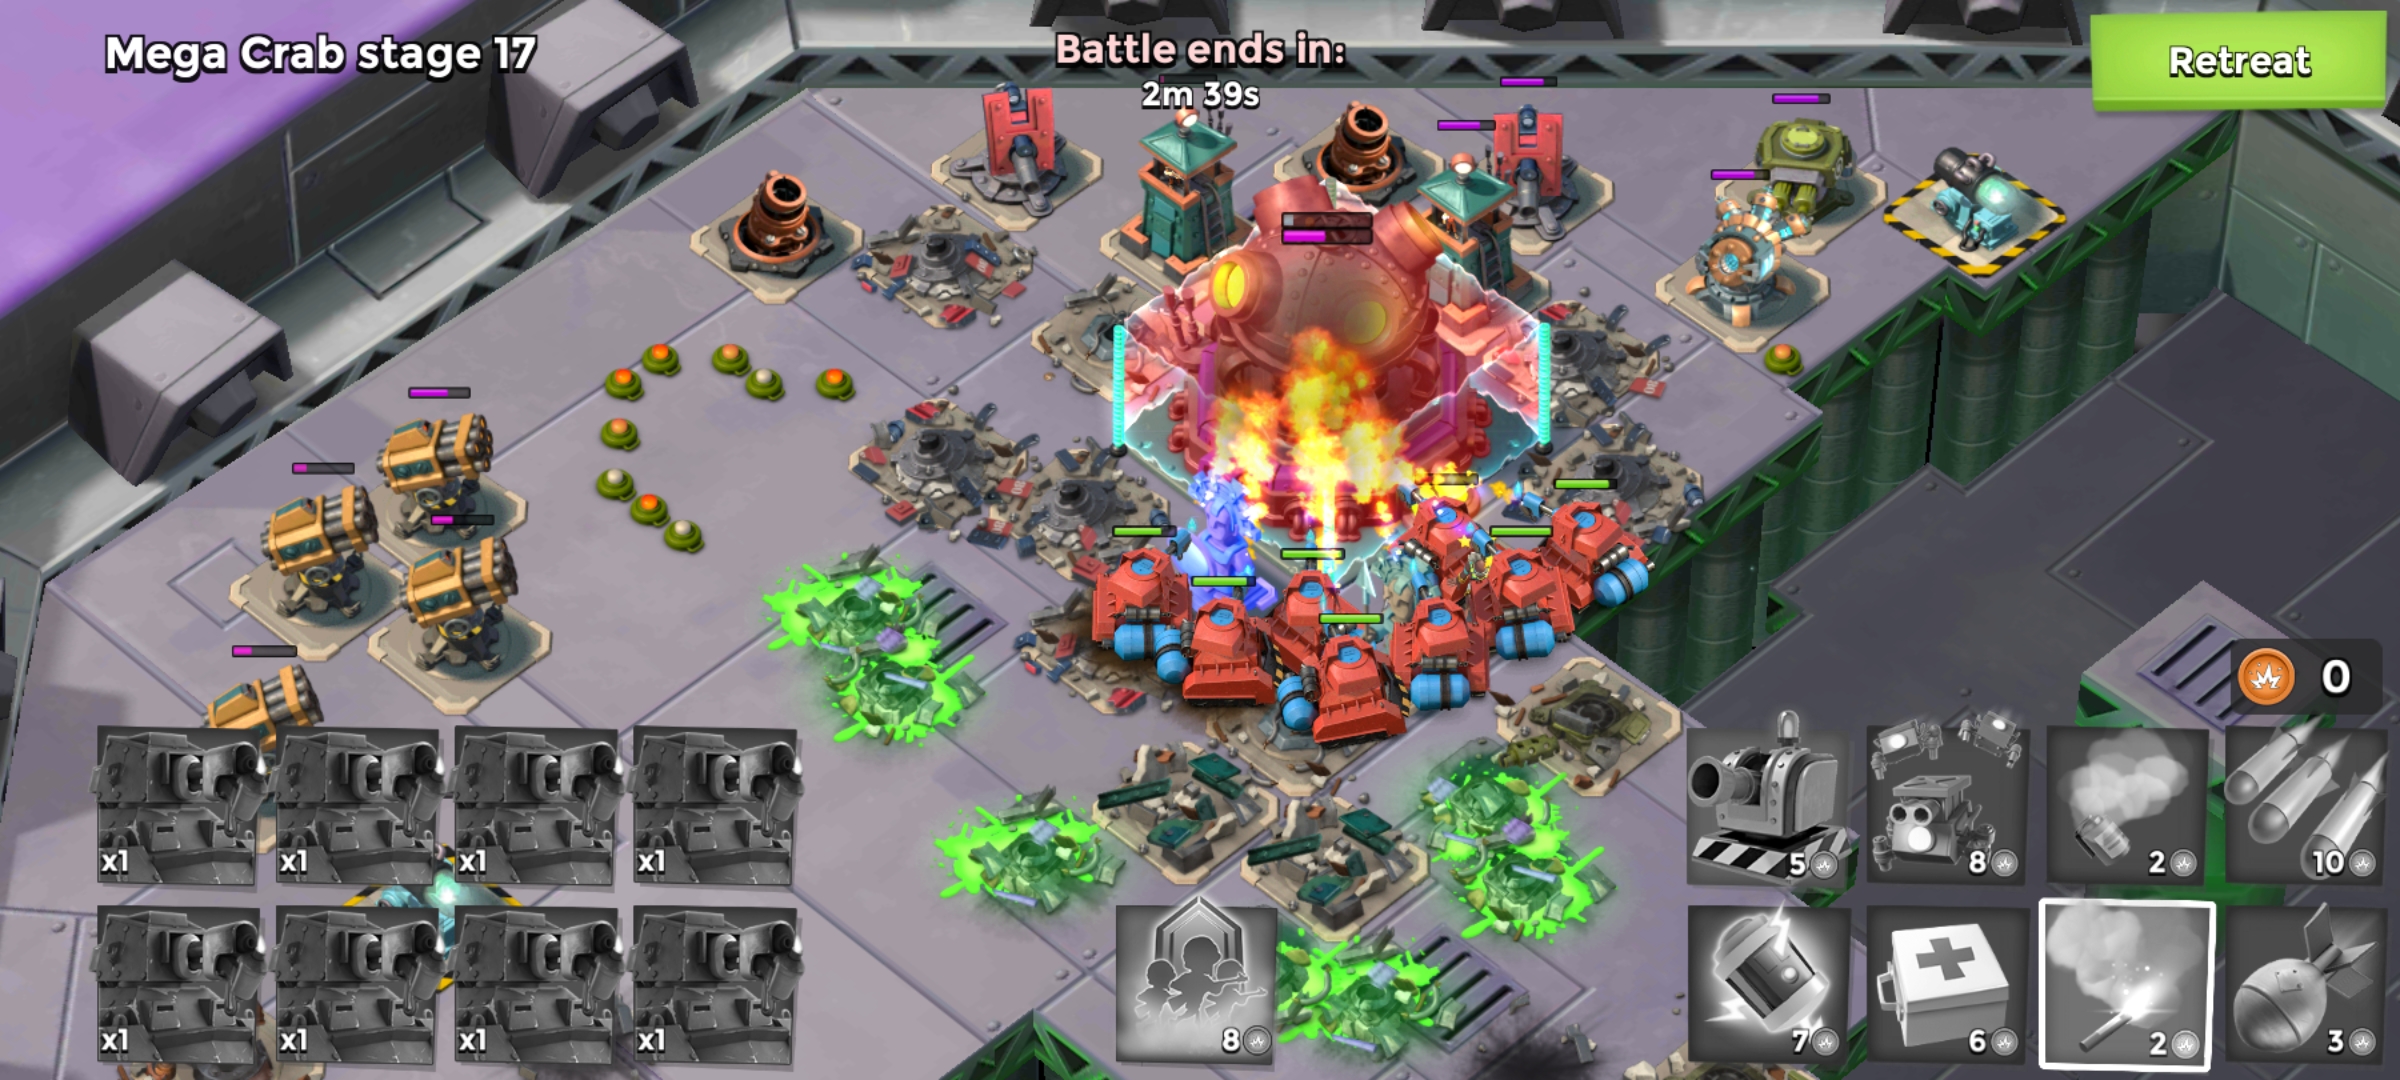 Mega Crab stage 17
Battle ends in:
2m 39s
Retreat
0
x1
x1
x1
x1
5
8
2
10
x1
x1
x1
x1
8
7
6
2
3